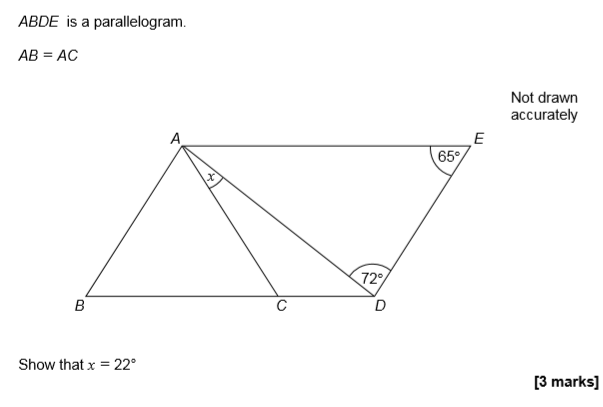 ABDE is a parallelogram.
AB = AC
Not drawn
accurately
A
E
65°
x
72°
B
C
D
Show that x = 22°
[3 marks]